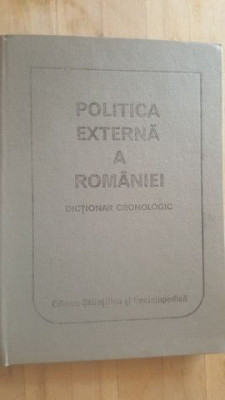 POLITICA
EXTERNĂ
A
ROMÂNIEI
DICȚIONAR CRONOLOGIC
Editura Științifică și Enciclopedică